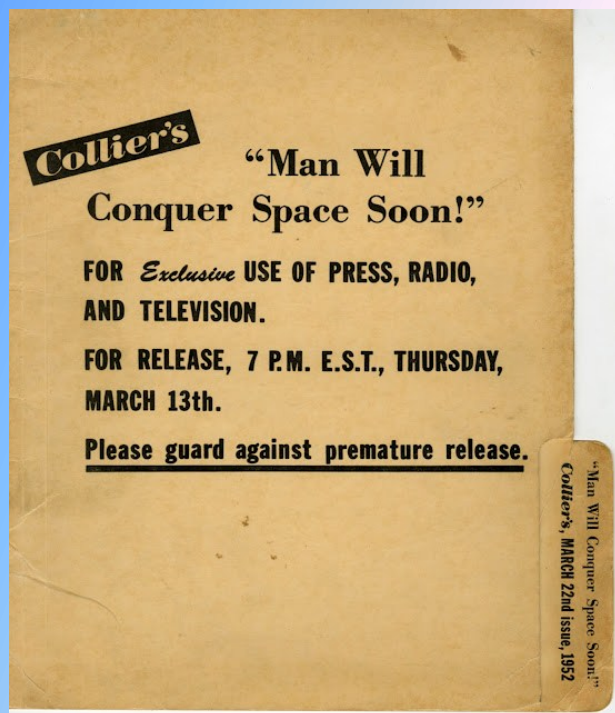 Collier's
"Man Will
Conquer Space Soon!"
FOR Exclusive USE OF PRESS, RADIO,
AND TELEVISION.
FOR RELEASE, 7 P.M. E.S.T., THURSDAY,
MARCH 13th.
Please guard against premature release.
"Man Will Conquer Space Soon!"
Collier's, MARCH 22nd issue, 1952